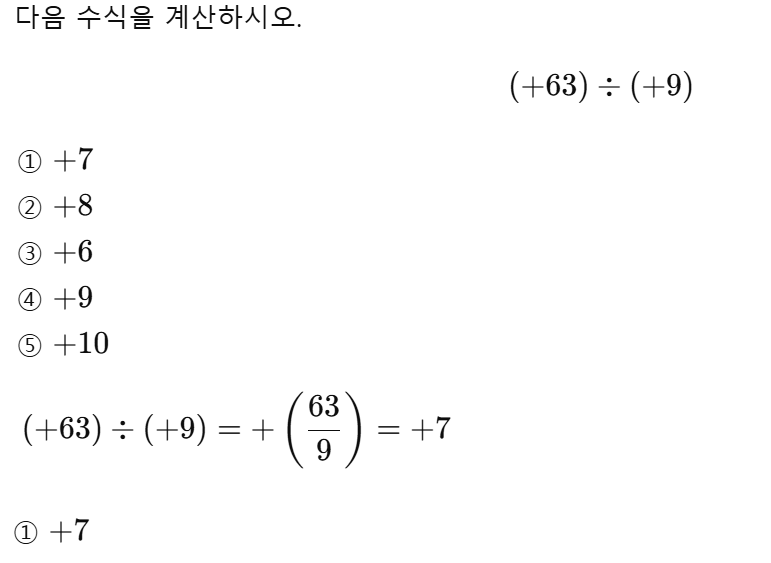 다음 수식을 계산하시오.
(+63) ÷ (+9)
① +7
② +8
③ +6
④ +9
⑤ +10
(+63) ÷ (+9) = + (63/9) = +7
① +7